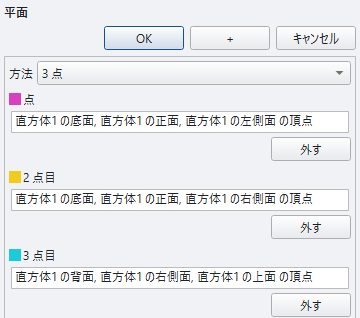 平面
OK + キャンセル
方法 3 点
点
直方体1 の底面, 直方体1 の正面, 直方体1 の左側面 の頂点
外す
2 点目
直方体1 の底面, 直方体1 の正面, 直方体1 の右側面 の頂点
外す
3 点目
直方体1 の背面, 直方体1 の右側面, 直方体1 の上面 の頂点
外す